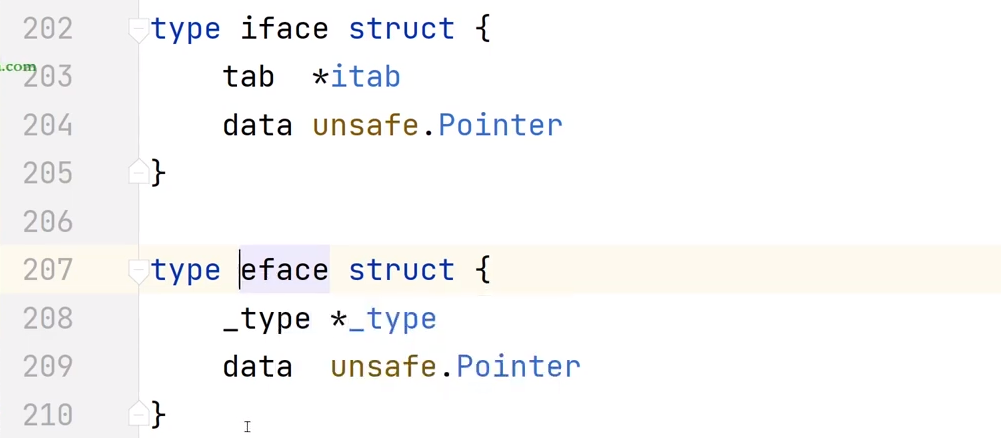 202 type iface struct {
.com
203 tab *itab
204 data unsafe.Pointer
205 }
206
207 type eface struct {
208 _type *_type
209 data unsafe.Pointer
210 }